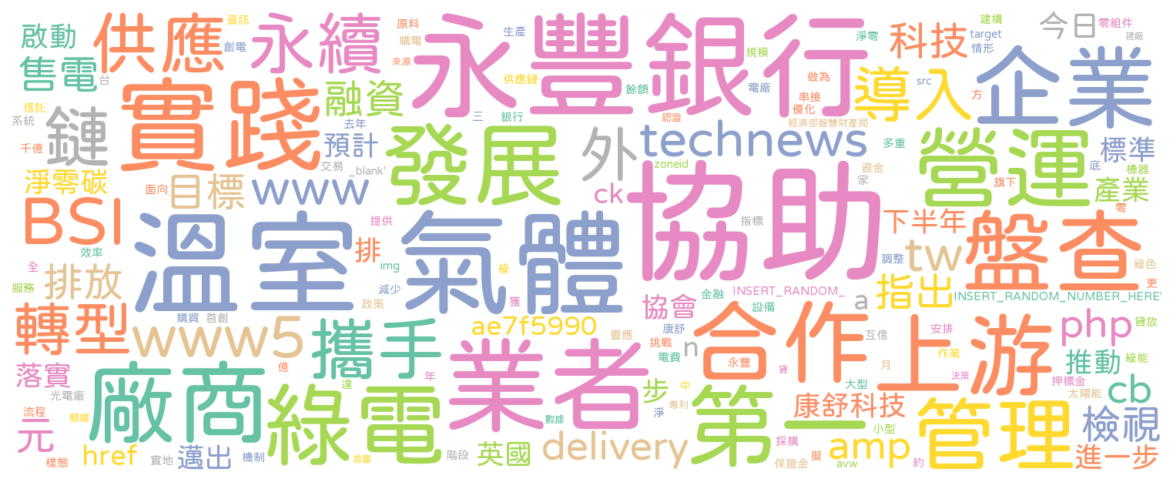 啟動
資訊
創電
台
供應
永續
原料
購電
來源
永豐銀行
生產
供應鏈
餘額
規模
電廠
認證
淨零
做為
串接
優化
經濟部智慧財產局
科技
src
導入
target
情形
方
建構
今日
零組件
建廠
企業
售電
信託
系統
千億
鏈
實踐
融資
去年
預計
交易
_blank'
發展
三
銀行
外
technews
zoneid
ck
多重
資金
家
營運
底
旗下
標準
機器
產業
零
淨零碳
面向
目標
www
BSI
效率
全
服務
排放
溫室氣體
提供
排
img
減少
政策
綠
獲
購買
首創
協助
指標
金融
INSERT_RANDOM_
設備
下半年
調整
tw
盤查
綠色
更
指出
INSERT_RANDOM_NUMBER_HERE'
轉型
www5
億
攜手
ae7f5990
響應
協會
康舒
挑戰
電費
n
a
互信
月
合作
永豐
貸
上游
安排
作業
決策
php
貸放
推動
綠能
押標金
太陽能
cb
落實
光電廠
流程
元
樣態
href
實地
廠商
邁出
機制
達
年
綠電
首區
階段
業者
英國
數據
步
中
淨
專利
delivery
第一
採購
保證金
大型
康舒科技
小型
擬
amp
avw
約
管理
檢視
進一步